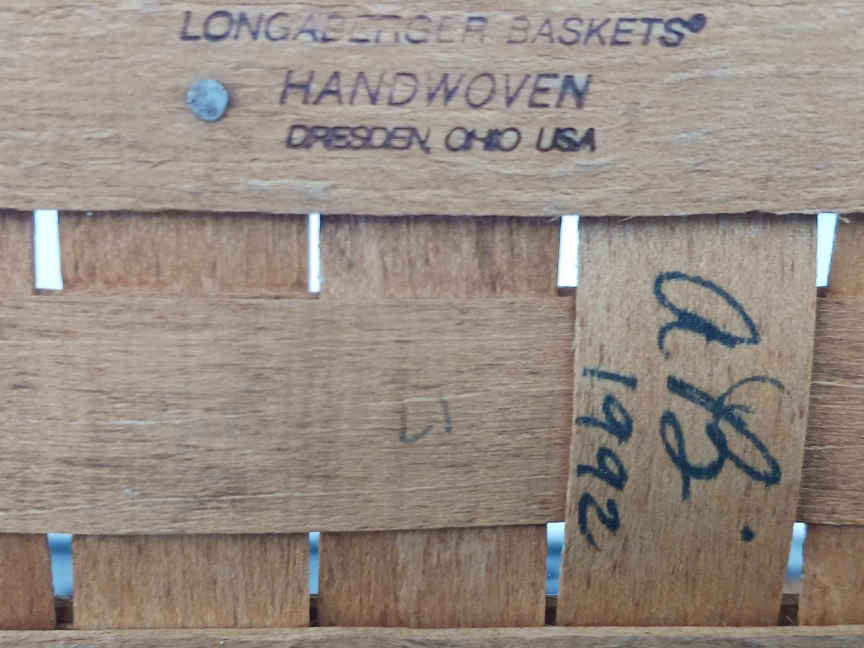 LONGABERGER BASKETS®
HANDWOVEN
DRESDEN, OHIO USA
1992